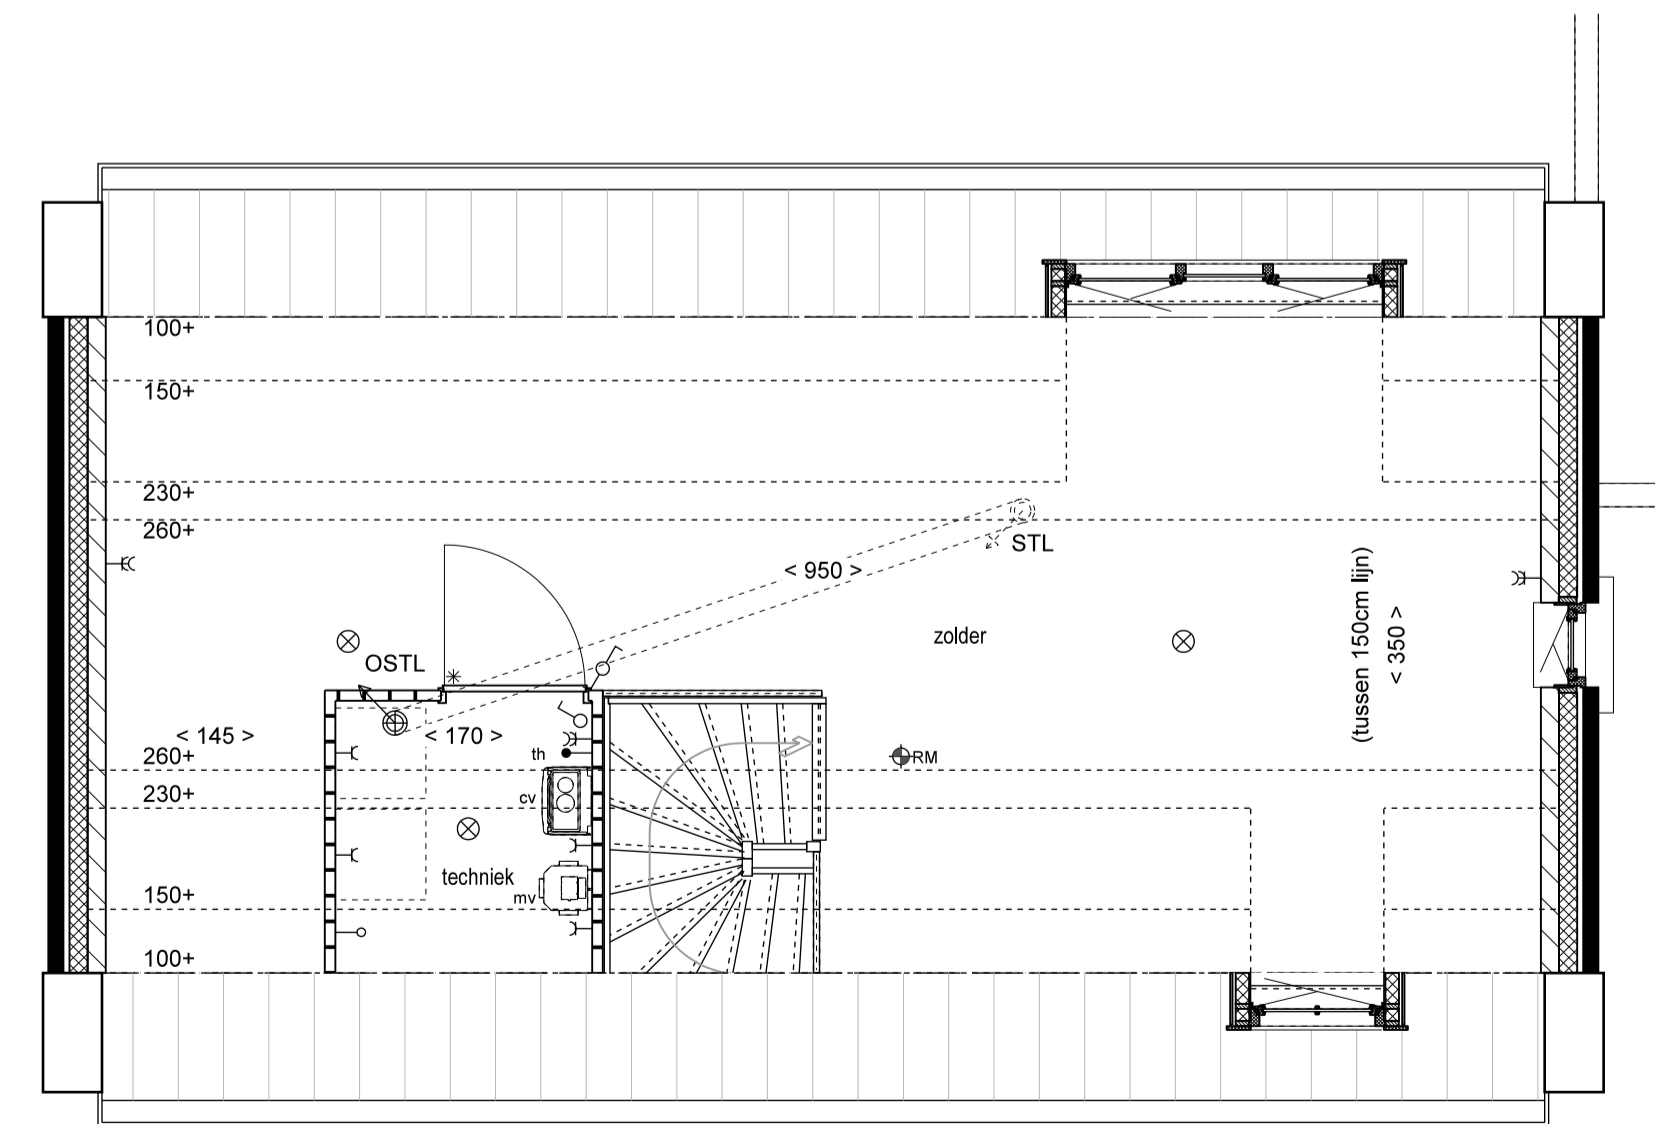 100+
150+
230+
260+
STL
< 950 >
zolder
(tussen 150cm lijn)
< 350 >
OSTL
< 145 >
< 170 >
260+
th
RM
230+
cv
techniek
150+
mv
100+